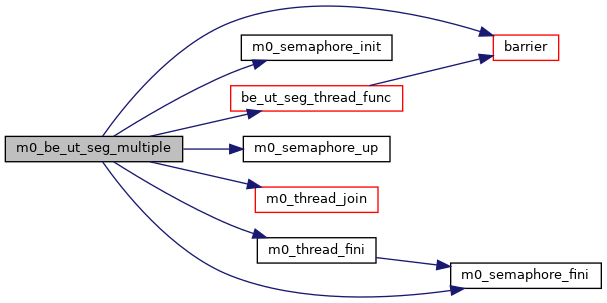 barrier
m0_semaphore_init
be_ut_seg_thread_func
m0_be_ut_seg_multiple
m0_semaphore_up
m0_thread_join
m0_thread_fini
m0_semaphore_fini